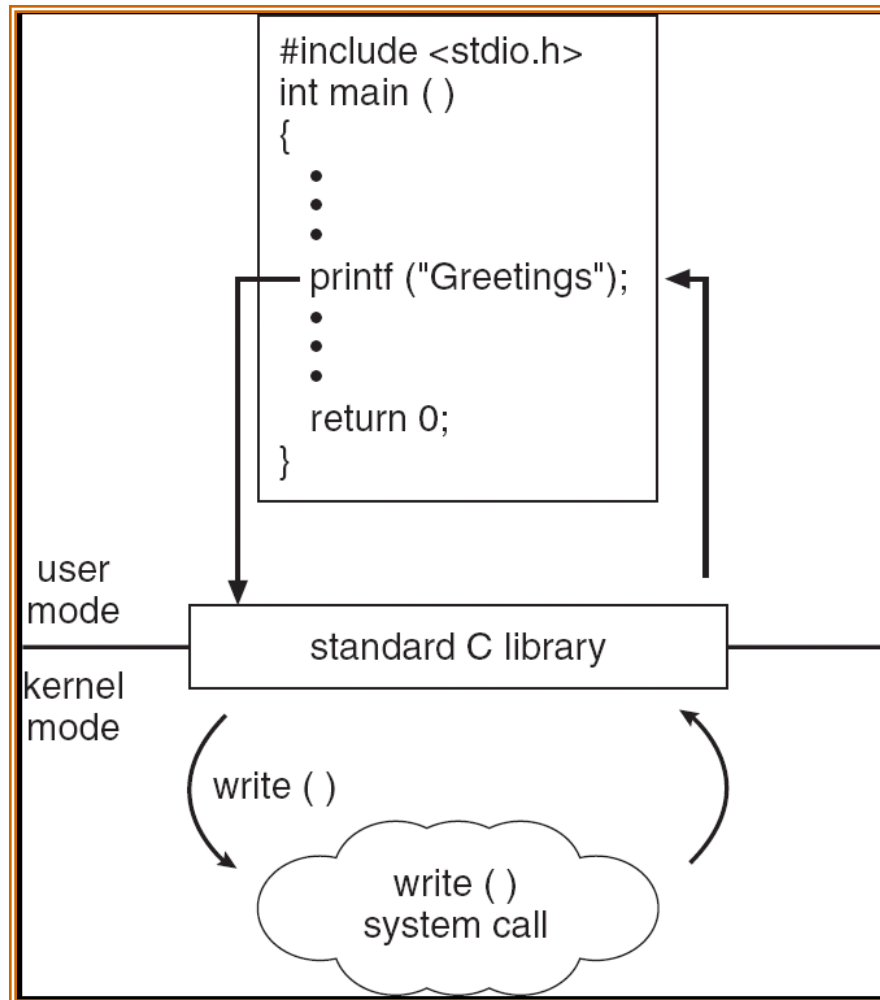 #include <stdio.h>
int main ( )
{
•
•
•
printf ("Greetings");
•
•
•
return 0;
}
user
mode
standard C library
kernel
mode
write ( )
write ( )
system call